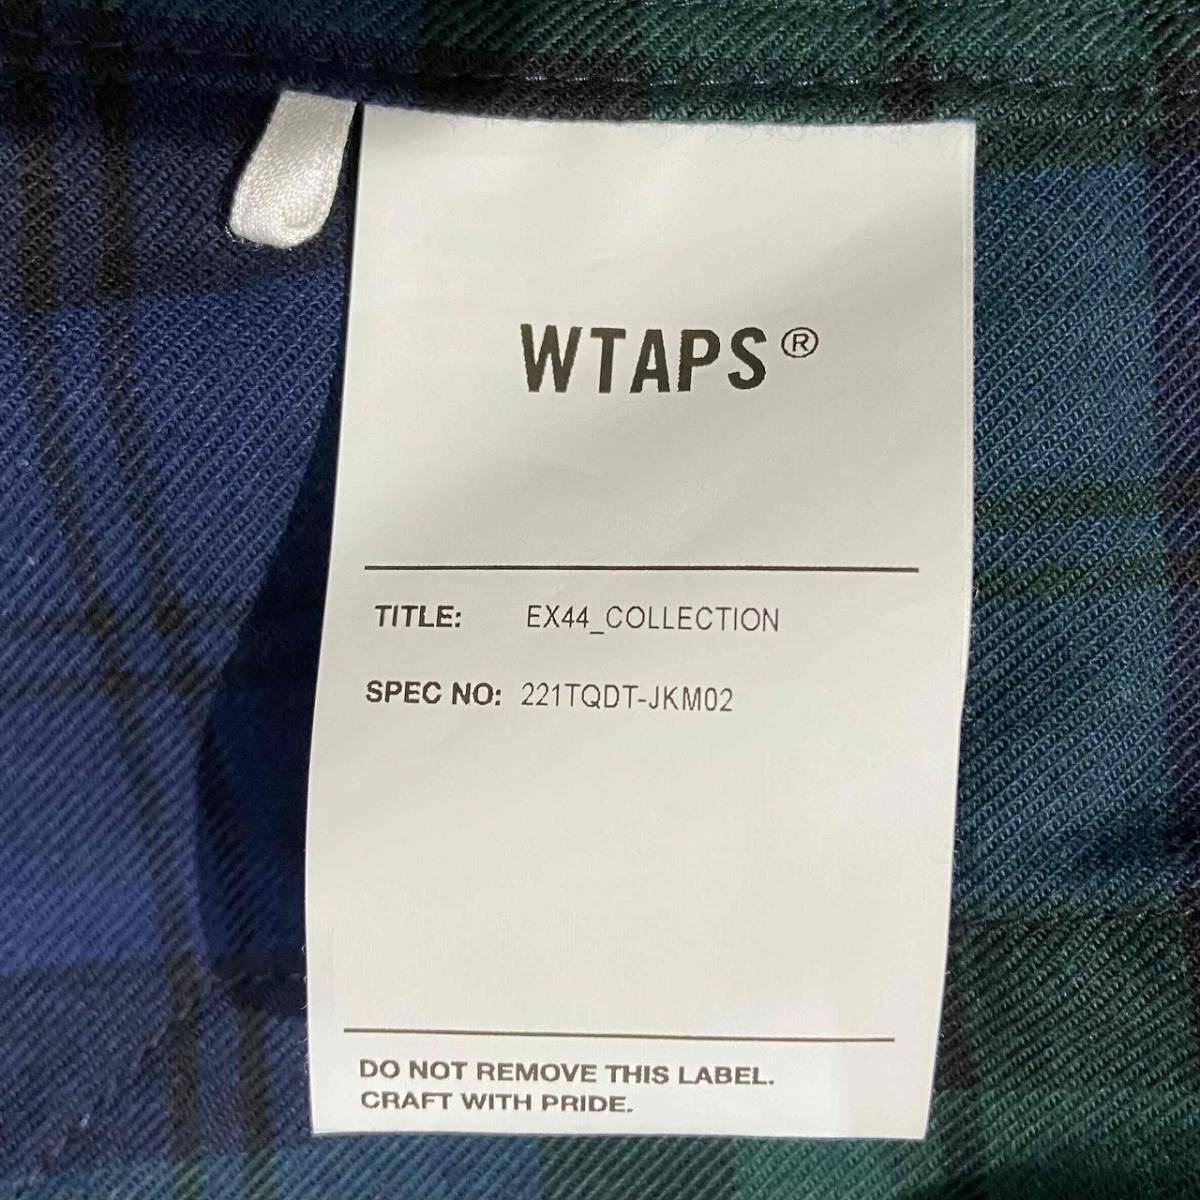 WTAPS®
TITLE: EX44_COLLECTION
SPEC NO: 221TQDT-JKM02
DO NOT REMOVE THIS LABEL.
CRAFT WITH PRIDE.